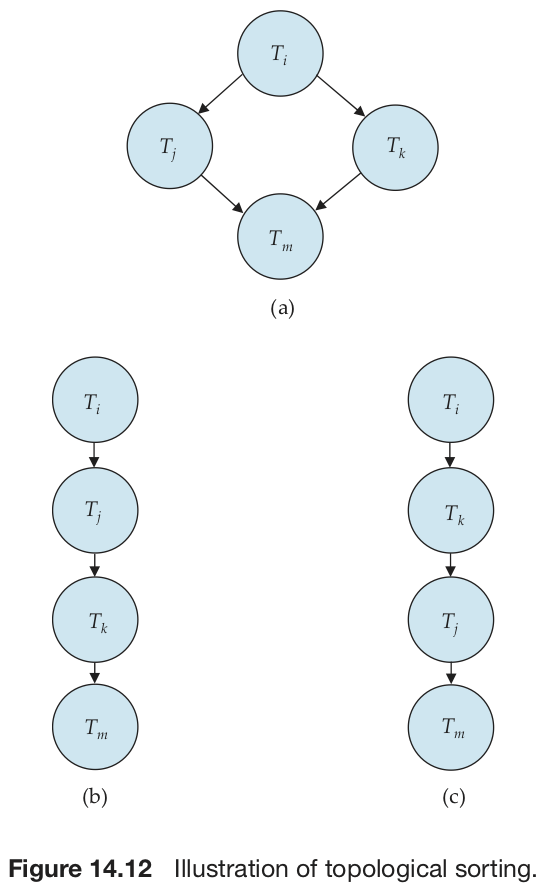 T_i
T_j
T_k
T_m
(a)
T_i
T_j
T_k
T_m
(b)
T_i
T_k
T_j
T_m
(c)
Figure 14.12 Illustration of topological sorting.